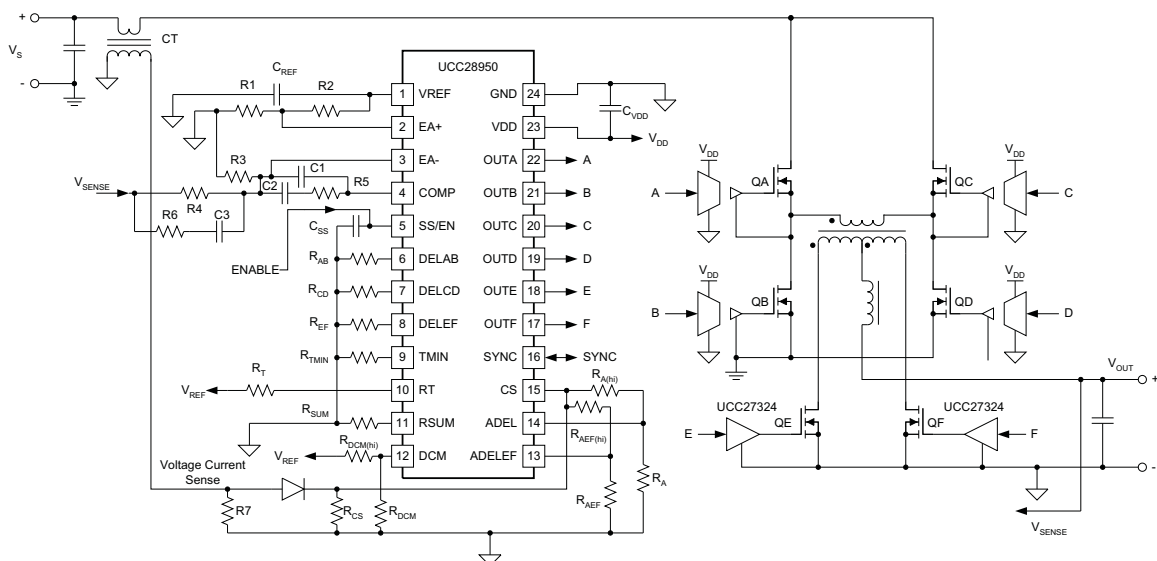 +
V_S
-
CT
UCC28950
C_REF
R1
R2
1 VREF
GND 24
C_VDD
2 EA+
VDD 23
V_DD
3 EA-
OUTA 22 A
R3
C1
V_SENSE
R4
C2
R5
4 COMP
OUTB 21 B
R6
C3
C_SS
5 SS/EN
OUTC 20 C
ENABLE
R_AB
6 DELAB
OUTD 19 D
R_CD
7 DELCD
OUTE 18 E
R_EF
8 DELEF
OUTF 17 F
R_TMIN
9 TMIN
SYNC 16 SYNC
V_REF
R_T
10 RT
CS 15
R_A(hi)
R_SUM
11 RSUM
ADEL 14
R_AEF(hi)
V_REF
R_DCM(hi)
12 DCM
ADELEF 13
Voltage Current
Sense
R7
R_CS
R_DCM
R_AEF
R_A
V_DD
A
QA
QC
V_DD
C
V_DD
B
QB
QD
V_DD
D
UCC27324
E
QE
QF
UCC27324
F
V_OUT
+
-
V_SENSE